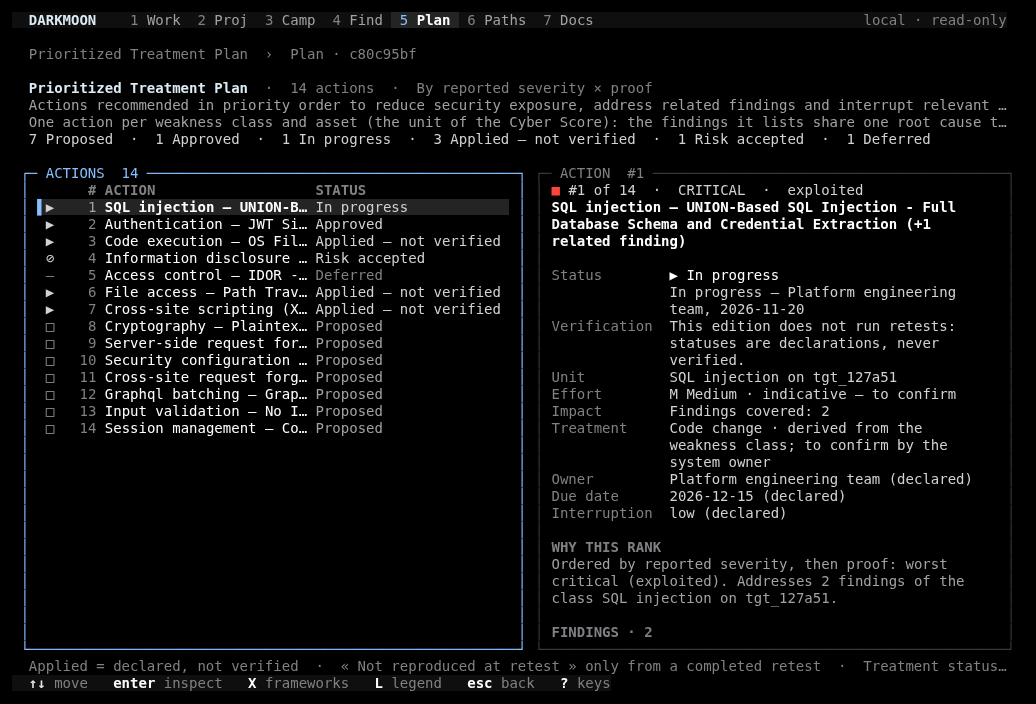 DARKMOON 1 Work 2 Proj 3 Camp 4 Find 5 Plan 6 Paths 7 Docs local · read-only
Prioritized Treatment Plan › Plan · c80c95bf
Prioritized Treatment Plan · 14 actions · By reported severity × proof
Actions recommended in priority order to reduce security exposure, address related findings and interrupt relevant …
One action per weakness class and asset (the unit of the Cyber Score): the findings it lists share one root cause t…
7 Proposed · 1 Approved · 1 In progress · 3 Applied — not verified · 1 Risk accepted · 1 Deferred
ACTIONS 14
# ACTION STATUS
▶ 1 SQL injection — UNION-B… In progress
▶ 2 Authentication — JWT Si… Approved
▶ 3 Code execution — OS Fil… Applied — not verified
⊘ 4 Information disclosure … Risk accepted
— 5 Access control — IDOR -… Deferred
▶ 6 File access — Path Trav… Applied — not verified
▶ 7 Cross-site scripting (X… Applied — not verified
□ 8 Cryptography — Plaintex… Proposed
□ 9 Server-side request for… Proposed
□ 10 Security configuration … Proposed
□ 11 Cross-site request forg… Proposed
□ 12 Graphql batching — Grap… Proposed
□ 13 Input validation — No I… Proposed
□ 14 Session management — Co… Proposed
ACTION #1
■ #1 of 14 · CRITICAL · exploited
SQL injection — UNION-Based SQL Injection - Full
Database Schema and Credential Extraction (+1
related finding)
Status ▶ In progress
In progress — Platform engineering
team, 2026-11-20
Verification This edition does not run retests:
statuses are declarations, never
verified.
Unit SQL injection on tgt_127a51
Effort M Medium · indicative — to confirm
Impact Findings covered: 2
Treatment Code change · derived from the
weakness class; to confirm by the
system owner
Owner Platform engineering team (declared)
Due date 2026-12-15 (declared)
Interruption low (declared)
WHY THIS RANK
Ordered by reported severity, then proof: worst
critical (exploited). Addresses 2 findings of the
class SQL injection on tgt_127a51.
FINDINGS · 2
Applied = declared, not verified · « Not reproduced at retest » only from a completed retest · Treatment status…
↑↓ move enter inspect X frameworks L legend esc back ? keys